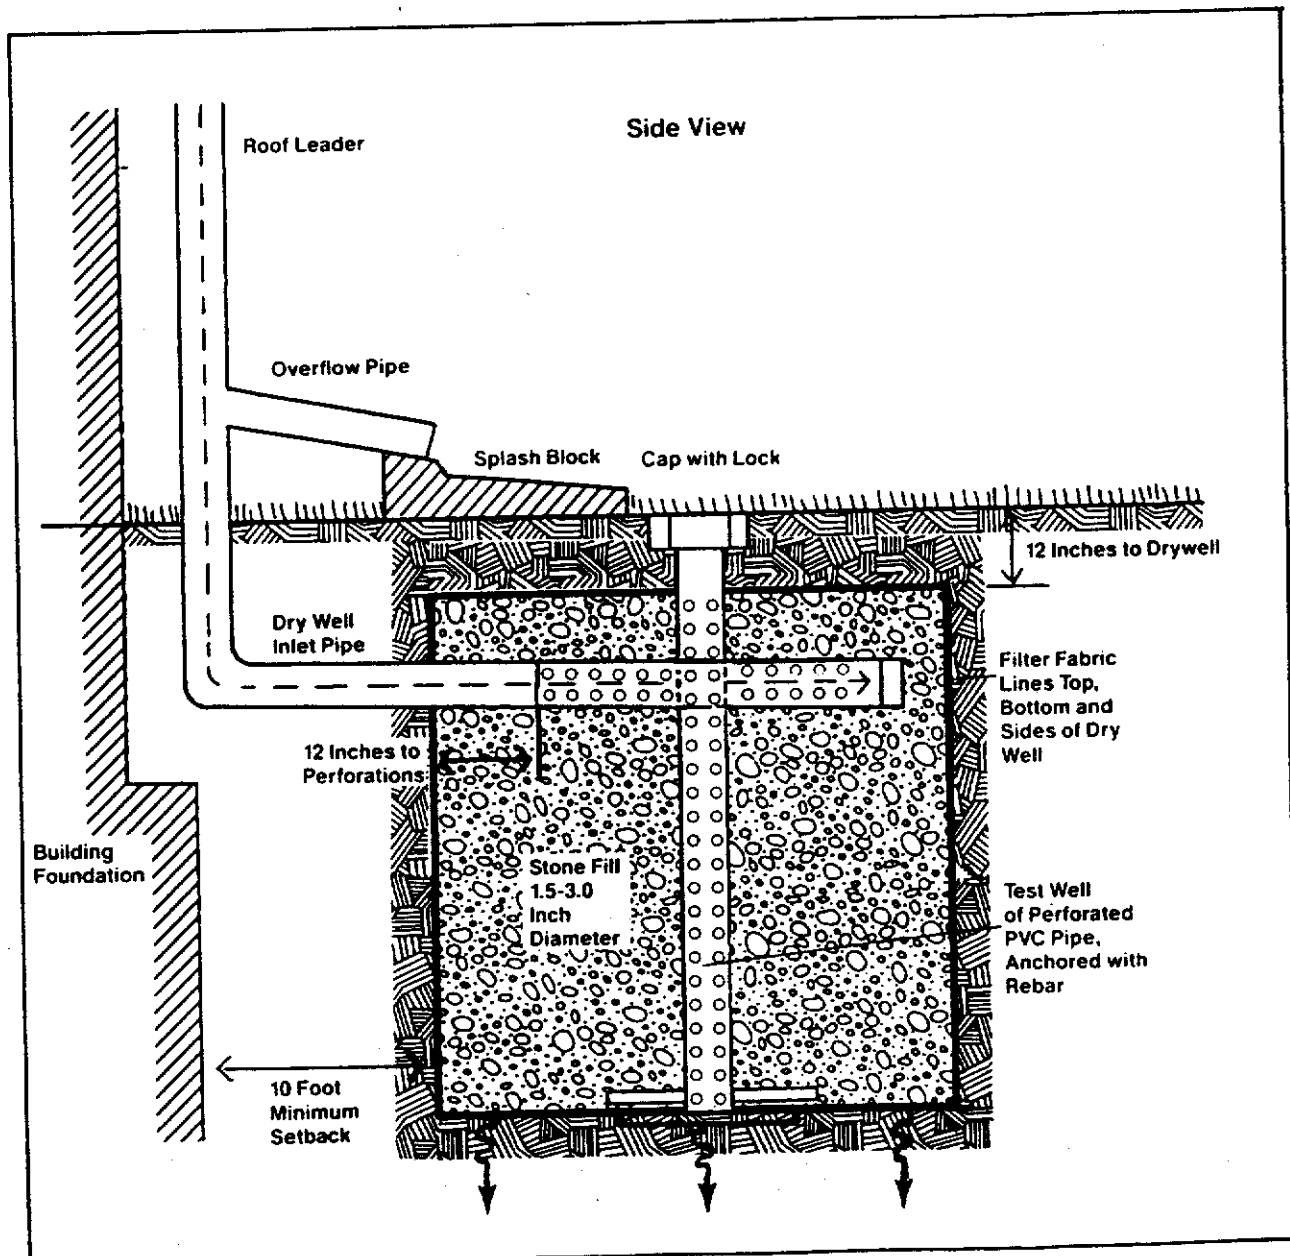 Side View
Roof Leader
Overflow Pipe
Splash Block
Cap with Lock
12 Inches to Drywell
Dry Well
Inlet Pipe
Filter Fabric
Lines Top,
Bottom and
Sides of Dry
Well
12 Inches to
Perforations
Building
Foundation
Stone Fill
1.5-3.0
Inch
Diameter
Test Well
of Perforated
PVC Pipe,
Anchored with
Rebar
10 Foot
Minimum
Setback